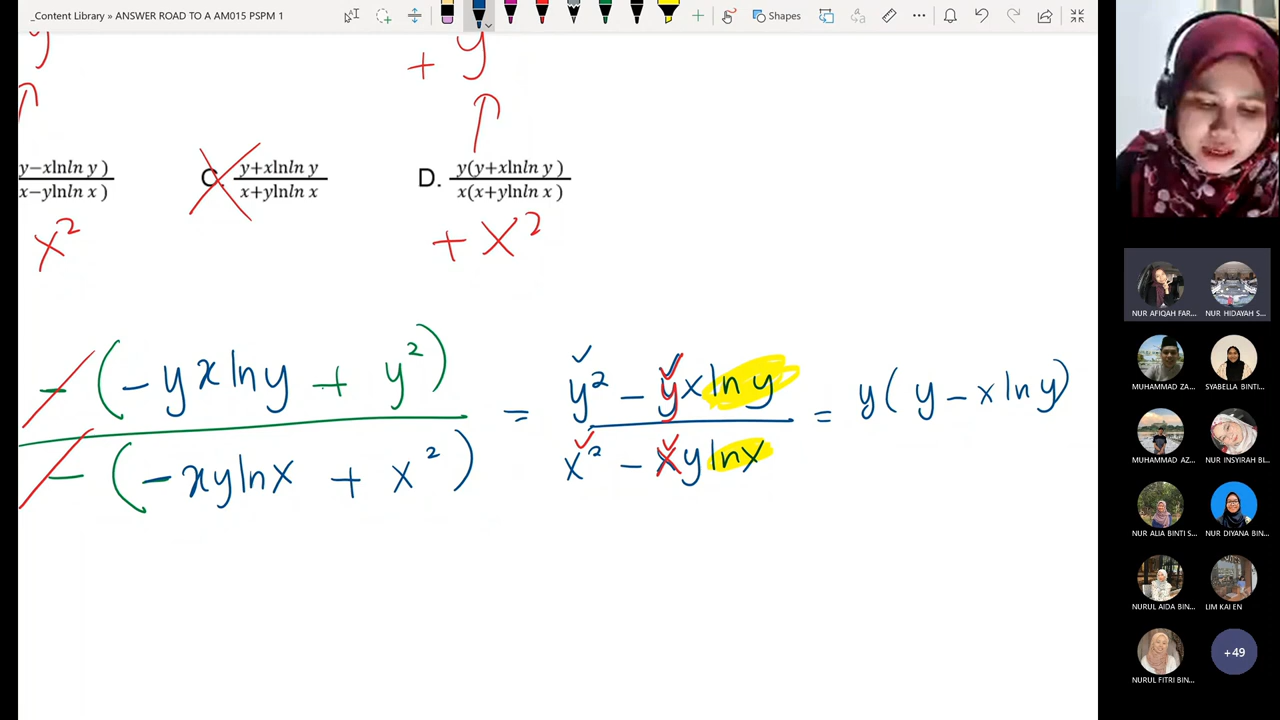 _Content Library » ANSWER ROAD TO A AM015 PSPM 1
Shapes
y
+ y
y−xlnln y )
x−ylnln x )
C. y+xlnln y
x+ylnln x
D. y(y+xlnln y )
x(x+ylnln x )
x²
+ x²
−(−yxlny + y²)
−(−xylnx + x²)
= y² − yxlny
x² − xylnx
= y(y − xlny)
NUR AFIQAH FAR...
NUR HIDAYAH S...
MUHAMMAD ZA...
SYABELLA BINTI...
MUHAMMAD AZ...
NUR INSYIRAH BI...
NUR ALIA BINTI S...
NUR DIYANA BIN...
NURUL AIDA BIN...
LIM KAI EN
NURUL FITRI BIN...
+49